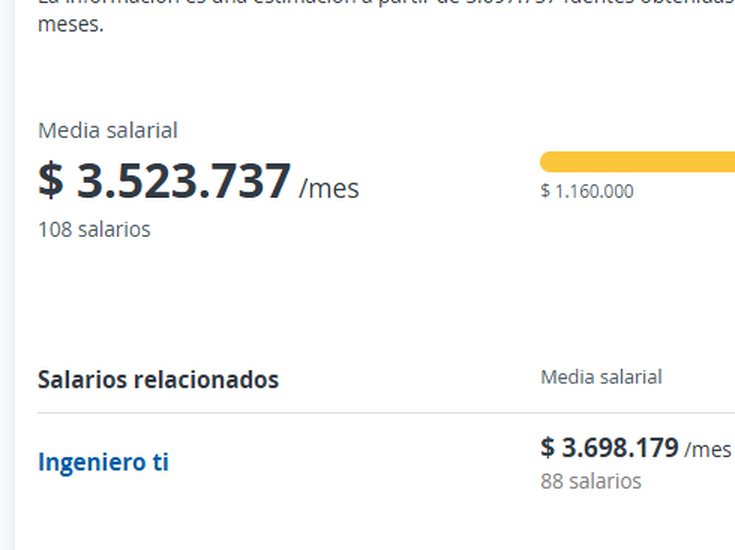 meses.
Media salarial
$ 3.523.737 /mes
$ 1.160.000
108 salarios
Salarios relacionados
Media salarial
Ingeniero ti
$ 3.698.179 /mes
88 salarios